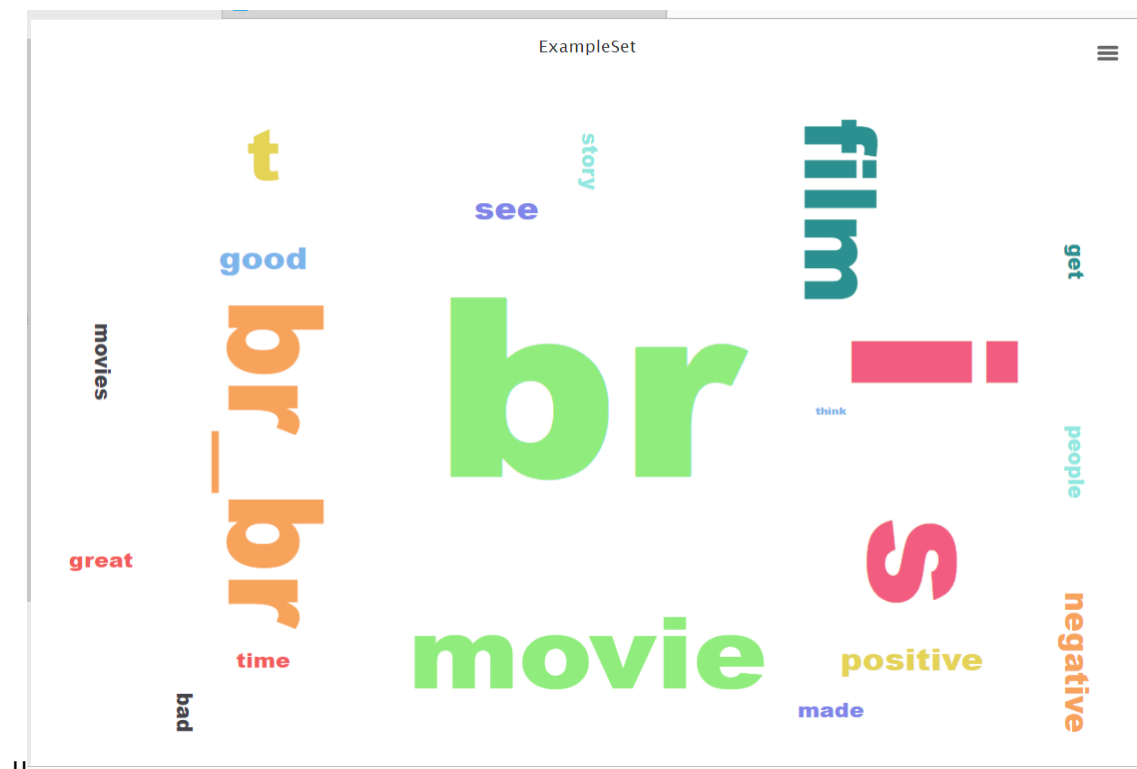 ExampleSet
t
story
film
see
good
get
br
movies
br_br
i
think
people
s
great
negative
movie
time
positive
bad
made